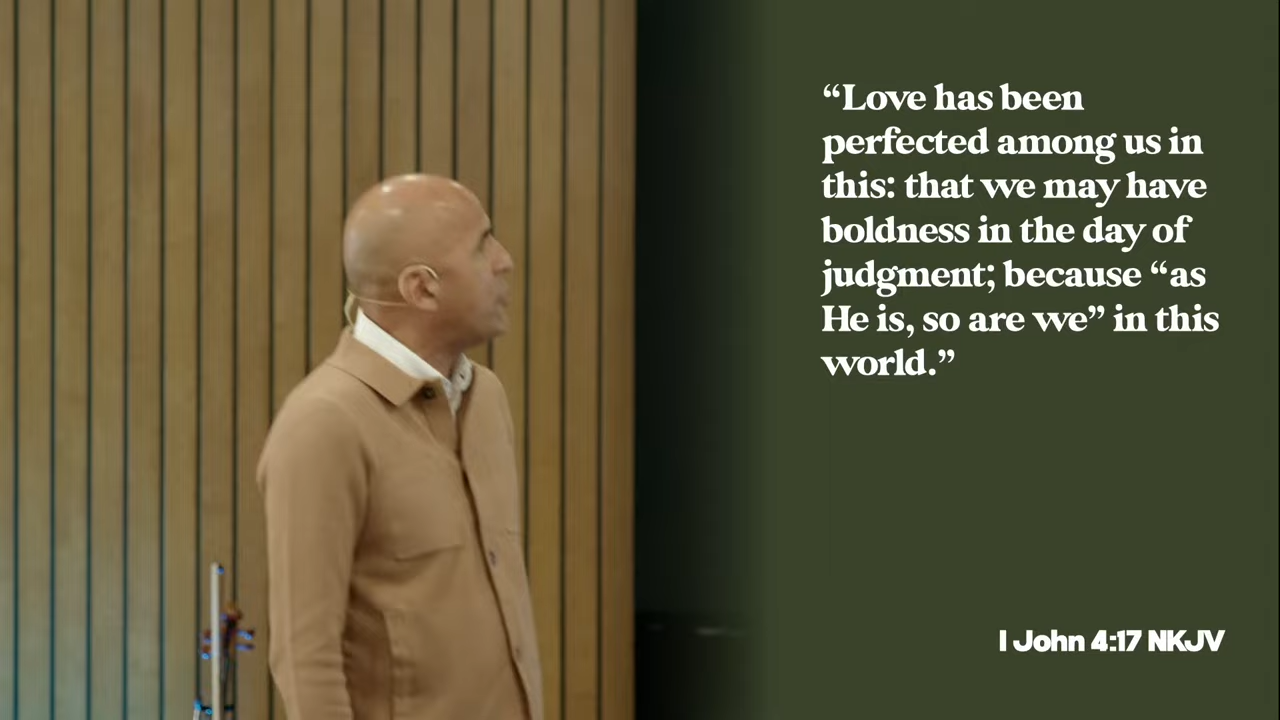 “Love has been
perfected among us in
this: that we may have
boldness in the day of
judgment; because “as
He is, so are we” in this
world.”
I John 4:17 NKJV